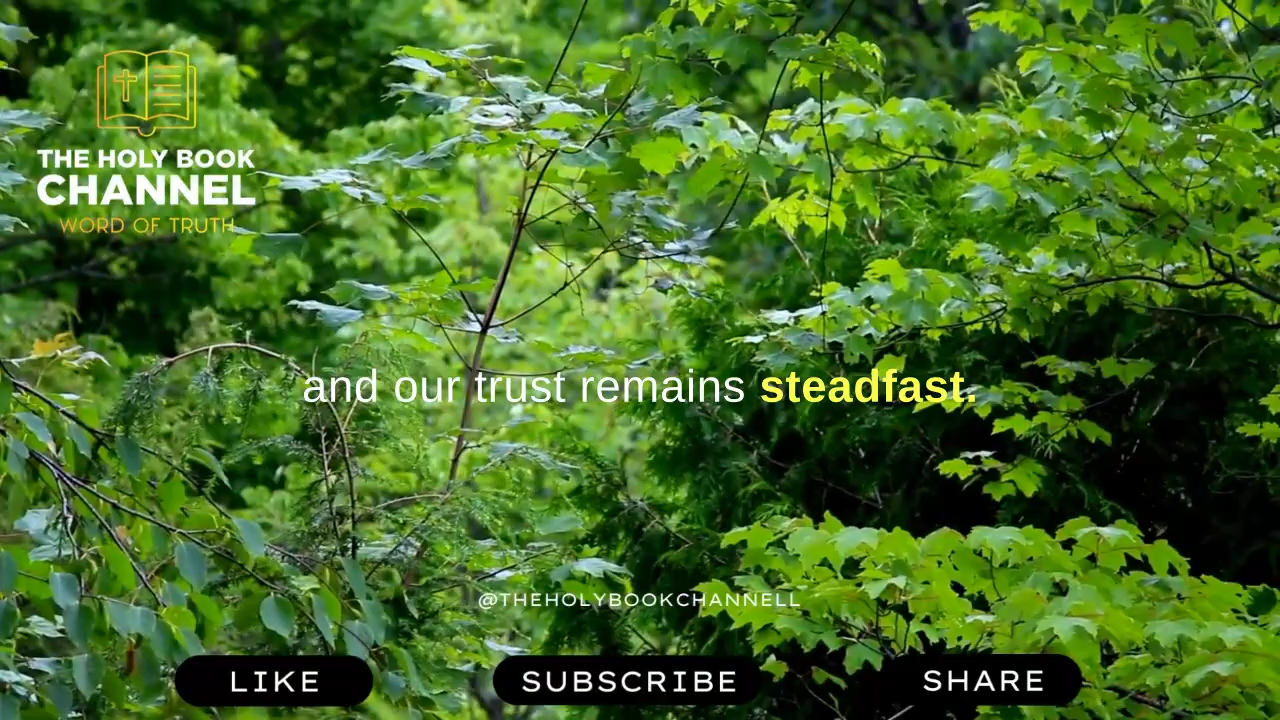 THE HOLY BOOK
CHANNEL
WORD OF TRUTH
and our trust remains steadfast.
@THEHOLYBOOKCHANNELL
LIKE
SUBSCRIBE
SHARE